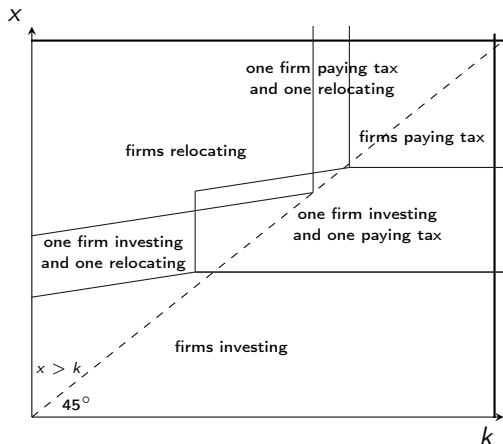 x
one firm paying tax
and one relocating
firms paying tax
firms relocating
one firm investing
and one paying tax
one firm investing
and one relocating
firms investing
x > k
45°
k